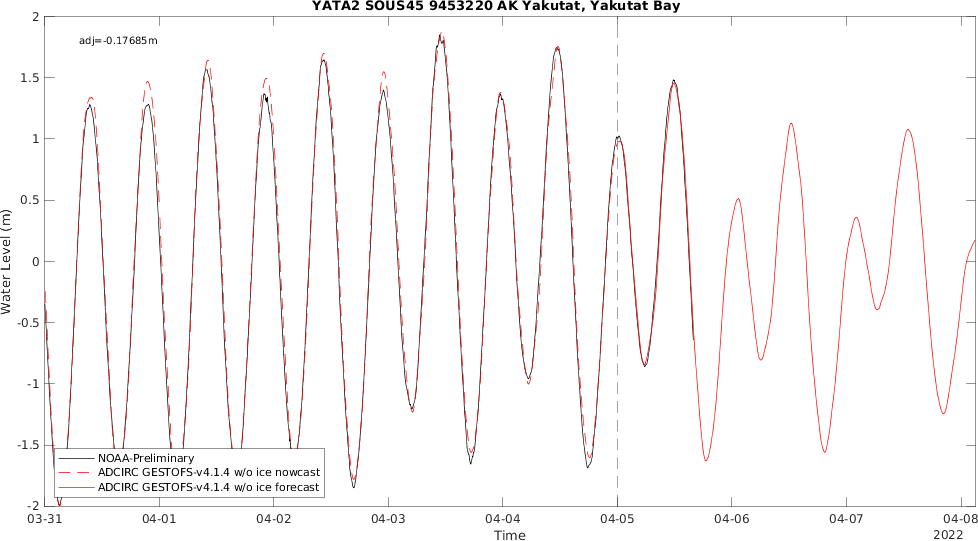 YATA2 SOUS45 9453220 AK Yakutat, Yakutat Bay
adj=-0.17685m
2
1.5
1
0.5
0
-0.5
-1
-1.5
-2
Water Level (m)
NOAA-Preliminary
ADCIRC GESTOFS-v4.1.4 w/o ice nowcast
ADCIRC GESTOFS-v4.1.4 w/o ice forecast
03-31 04-01 04-02 04-03 04-04 04-05 04-06 04-07 04-08
2022
Time